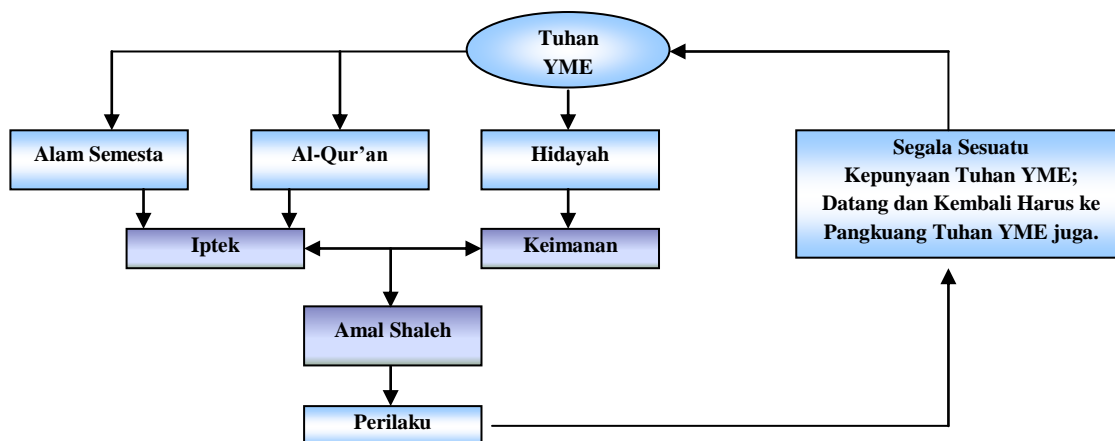 Tuhan
YME
Alam Semesta
Al-Qur’an
Hidayah
Segala Sesuatu
Kepunyaan Tuhan YME;
Datang dan Kembali Harus ke
Pangkuang Tuhan YME juga.
Iptek
Keimanan
Amal Shaleh
Perilaku